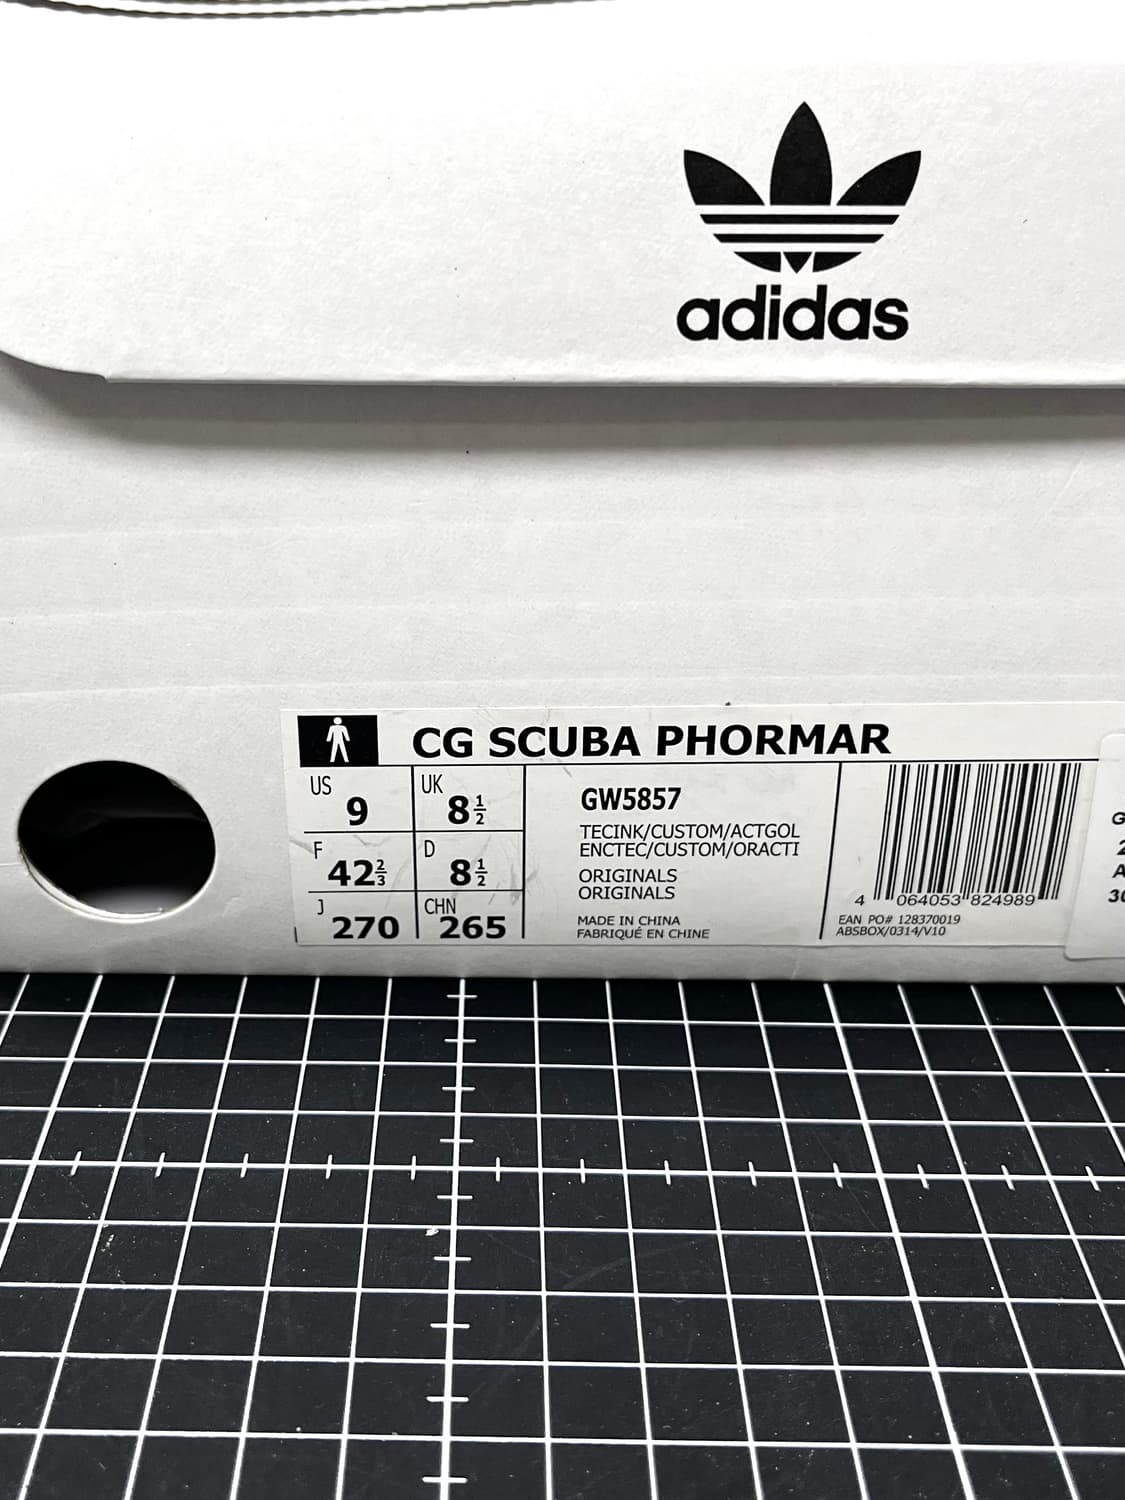 adidas
CG SCUBA PHORMAR
US 9
UK 8½
F 42⅔
D 8½
J 270
CHN 265
GW5857
TECINK/CUSTOM/ACTGOL
ENCTEC/CUSTOM/ORACTI
ORIGINALS
ORIGINALS
MADE IN CHINA
FABRIQUÉ EN CHINE
4 064053 824989
EAN PO# 128370019
ABSBOX/0314/V10
G
2
A
30